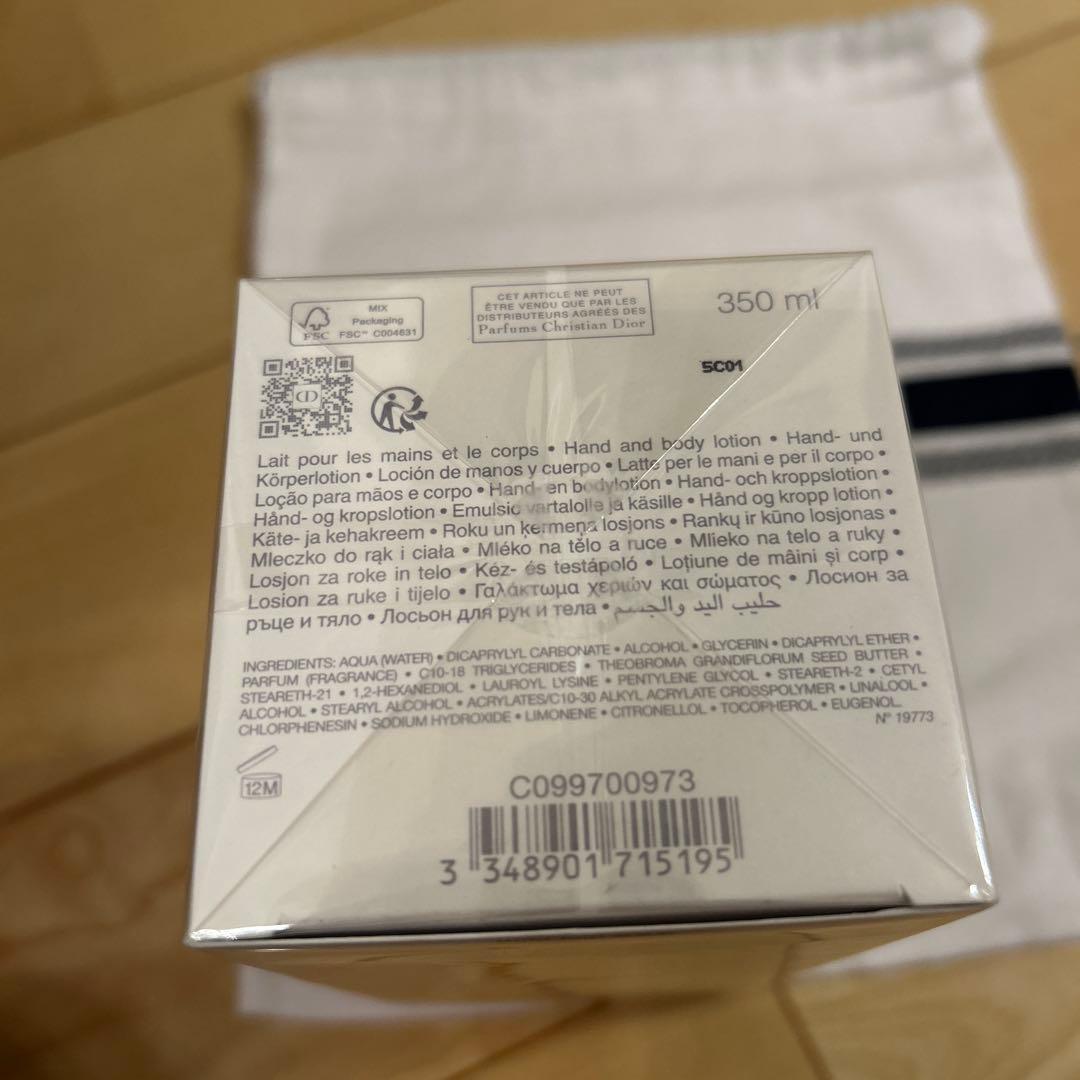 MIX
Packaging
FSC™ C004631
FSC
CET ARTICLE NE PEUT
ÊTRE VENDU QUE PAR LES
DISTRIBUTEURS AGRÉÉS DES
Parfums Christian Dior
350 ml
5C01
CD
Lait pour les mains et le corps • Hand and body lotion • Hand- und
Körperlotion • Loción de manos y cuerpo • Latte per le mani e per il corpo •
Loção para mãos e corpo • Hand- en bodylotion • Hand- och kroppslotion •
Hånd- og kropslotion • Emulsio vartalolle ja käsille • Hånd og kropp lotion •
Käte- ja kehakreem • Roku un ķermeņa losjons • Rankų ir kūno losjonas •
Mleczko do rąk i ciała • Mléko na tělo a ruce • Mlieko na telo a ruky •
Losjon za roke in telo • Kéz- és testápoló • Loțiune de mâini și corp •
Losion za ruke i tijelo • Γαλάκτωμα χεριών και σώματος • Лосион за
ръце и тяло • Лосьон для рук и тела • حليب اليد والجسم
INGREDIENTS: AQUA (WATER) • DICAPRYLYL CARBONATE • ALCOHOL • GLYCERIN • DICAPRYLYL ETHER •
PARFUM (FRAGRANCE) • C10-18 TRIGLYCERIDES • THEOBROMA GRANDIFLORUM SEED BUTTER •
STEARETH-21 • 1,2-HEXANEDIOL • LAUROYL LYSINE • PENTYLENE GLYCOL • STEARETH-2 • CETYL
ALCOHOL • STEARYL ALCOHOL • ACRYLATES/C10-30 ALKYL ACRYLATE CROSSPOLYMER • LINALOOL •
CHLORPHENESIN • SODIUM HYDROXIDE • LIMONENE • CITRONELLOL • TOCOPHEROL • EUGENOL
N° 19773
12M
C099700973
3 348901 715195